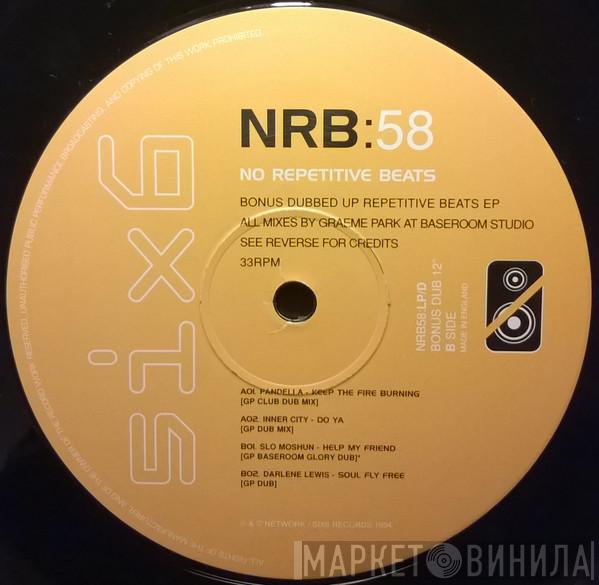 NRB:58
NO REPETITIVE BEATS
BONUS DUBBED UP REPETITIVE BEATS EP
ALL MIXES BY GRAEME PARK AT BASEROOM STUDIO
SEE REVERSE FOR CREDITS
33RPM
six6
NRB58:LP/D
BONUS DUB 12"
B SIDE
MADE IN ENGLAND
A01. PANDELLA - KEEP THE FIRE BURNING
[GP CLUB DUB MIX]
A02. INNER CITY - DO YA
[GP DUB MIX]
B01. SLO MOSHUN - HELP MY FRIEND
[GP BASEROOM GLORY DUB]*
B02. DARLENE LEWIS - SOUL FLY FREE
[GP DUB]
℗ & © NETWORK / SIX6 RECORDS 1994
ALL RIGHTS OF THE MANUFACTURER, AND OF THE OWNER OF THE RECORD WORK RESERVED. UNAUTHORISED PUBLIC PERFORMANCE, BROADCASTING, AND COPYING OF THIS WORK PROHIBITED.
МАРКЕТ ВИНИЛА